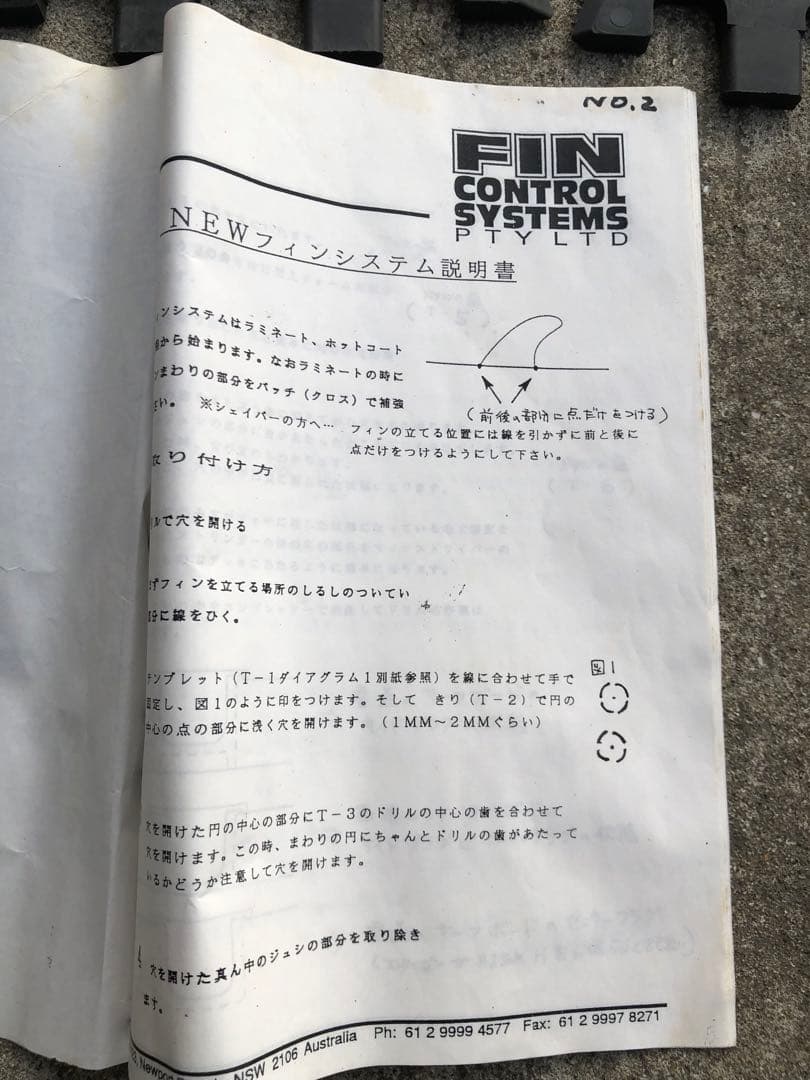 NO.2
FIN
CONTROL
SYSTEMS
PTY LTD
NEWフィンシステム説明書
ィンシステムはラミネート、ホットコート
から始まります。なおラミネートの時に
まわりの部分をパッチ(クロス)で補強
さい。 ※シェイパーの方へ…
(前後の部分に点だけをつける)
フィンの立てる位置には線を引かずに前と後に
点だけをつけるようにして下さい。
取り付け方
ルで穴を開ける
ずフィンを立てる場所のしるしのついてい
部分に線をひく。
テンプレット(T-1ダイアグラム1別紙参照)を線に合わせて手で
固定し、図1のように印をつけます。そして きり(T-2)で円の
中心の点の部分に浅く穴を開けます。(1MM~2MMぐらい)
図1
穴を開けた円の中心の部分にT-3のドリルの中心の歯を合わせて
穴を開けます。この時、まわりの円にちゃんとドリルの歯があたって
いるかどうか注意して穴を開けます。
穴を開けた真ん中のジュシの部分を取り除き
ます。
NSW 2106 Australia Ph: 61 2 9999 4577 Fax: 61 2 9997 8271